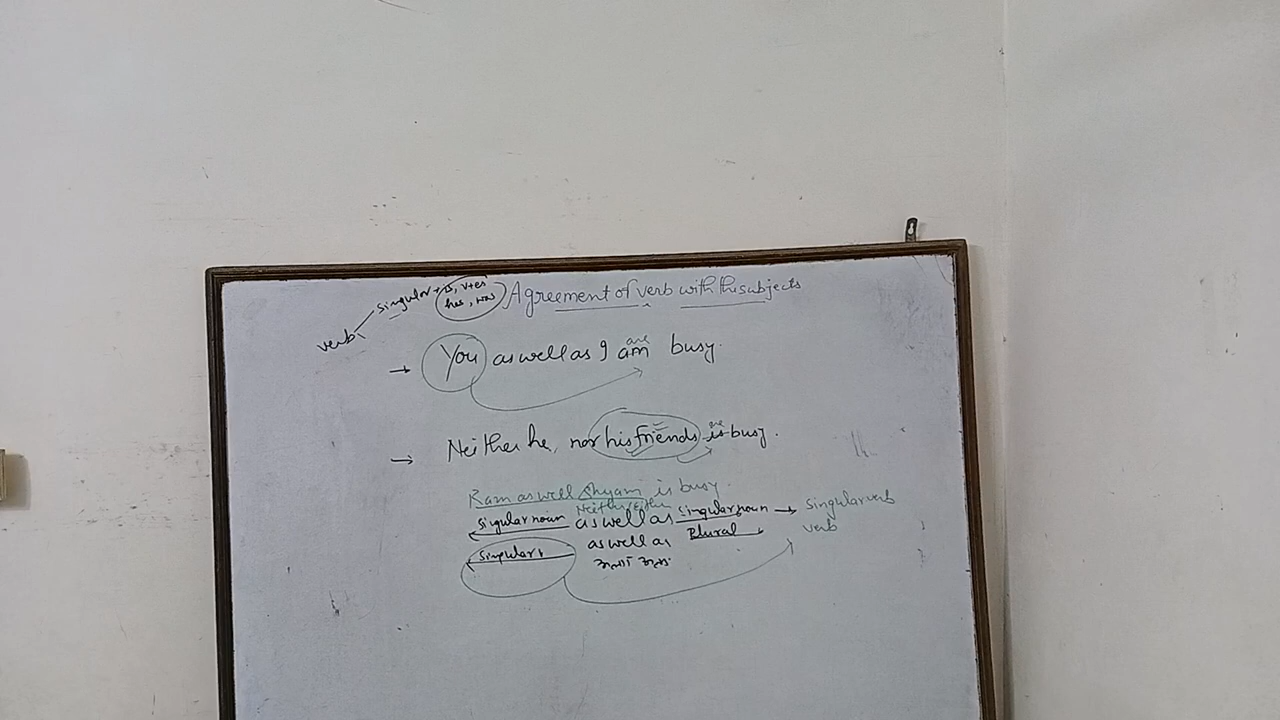 Agreement of verb with the subjects
verb singular + s, v+es
has, was
→ You as well as I am are busy.
→ Neither he, nor his friends is are busy.
Ram as well Shyam is busy.
Neither/Either
singular noun as well as singular noun → singular verb
singular as well as Plural verb